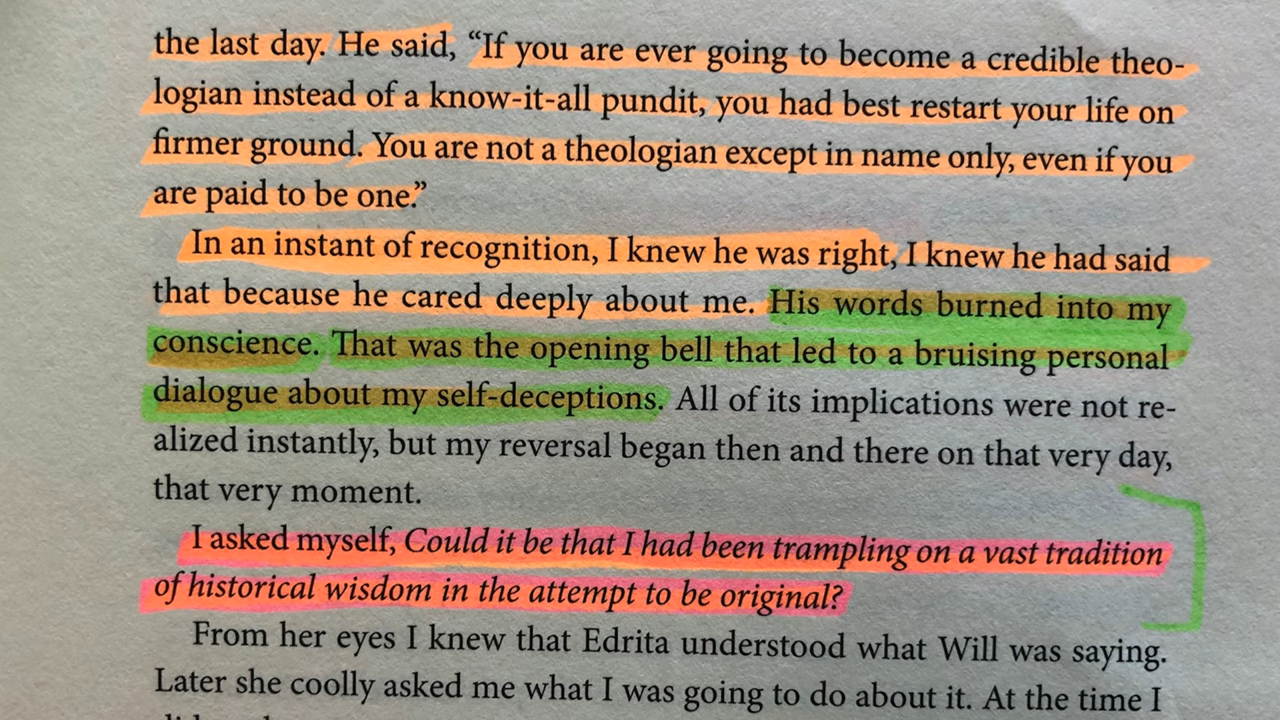 the last day. He said, “If you are ever going to become a credible theo-
logian instead of a know-it-all pundit, you had best restart your life on
firmer ground. You are not a theologian except in name only, even if you
are paid to be one.”
In an instant of recognition, I knew he was right, I knew he had said
that because he cared deeply about me. His words burned into my
conscience. That was the opening bell that led to a bruising personal
dialogue about my self-deceptions. All of its implications were not re-
alized instantly, but my reversal began then and there on that very day,
that very moment.
I asked myself, Could it be that I had been trampling on a vast tradition
of historical wisdom in the attempt to be original?
From her eyes I knew that Edrita understood what Will was saying.
Later she coolly asked me what I was going to do about it. At the time I